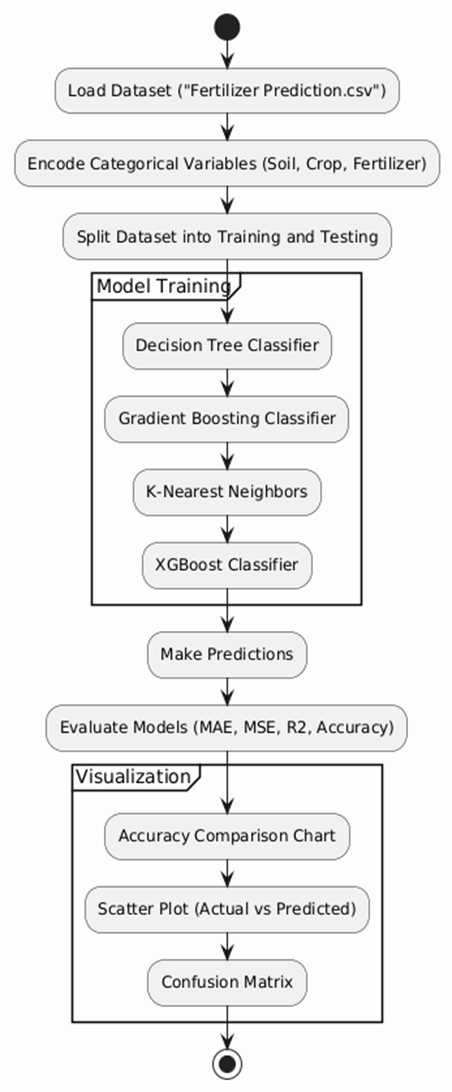 Load Dataset ("Fertilizer Prediction.csv")
Encode Categorical Variables (Soil, Crop, Fertilizer)
Split Dataset into Training and Testing
Model Training
Decision Tree Classifier
Gradient Boosting Classifier
K-Nearest Neighbors
XGBoost Classifier
Make Predictions
Evaluate Models (MAE, MSE, R2, Accuracy)
Visualization
Accuracy Comparison Chart
Scatter Plot (Actual vs Predicted)
Confusion Matrix